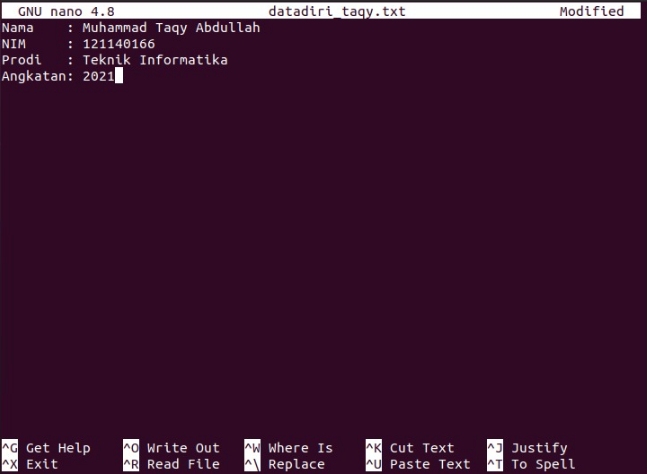 GNU nano 4.8 datadiri_taqy.txt Modified
Nama : Muhammad Taqy Abdullah
NIM : 121140166
Prodi : Teknik Informatika
Angkatan: 2021
^G Get Help ^O Write Out ^W Where Is ^K Cut Text ^J Justify
^X Exit ^R Read File ^\ Replace ^U Paste Text ^T To Spell